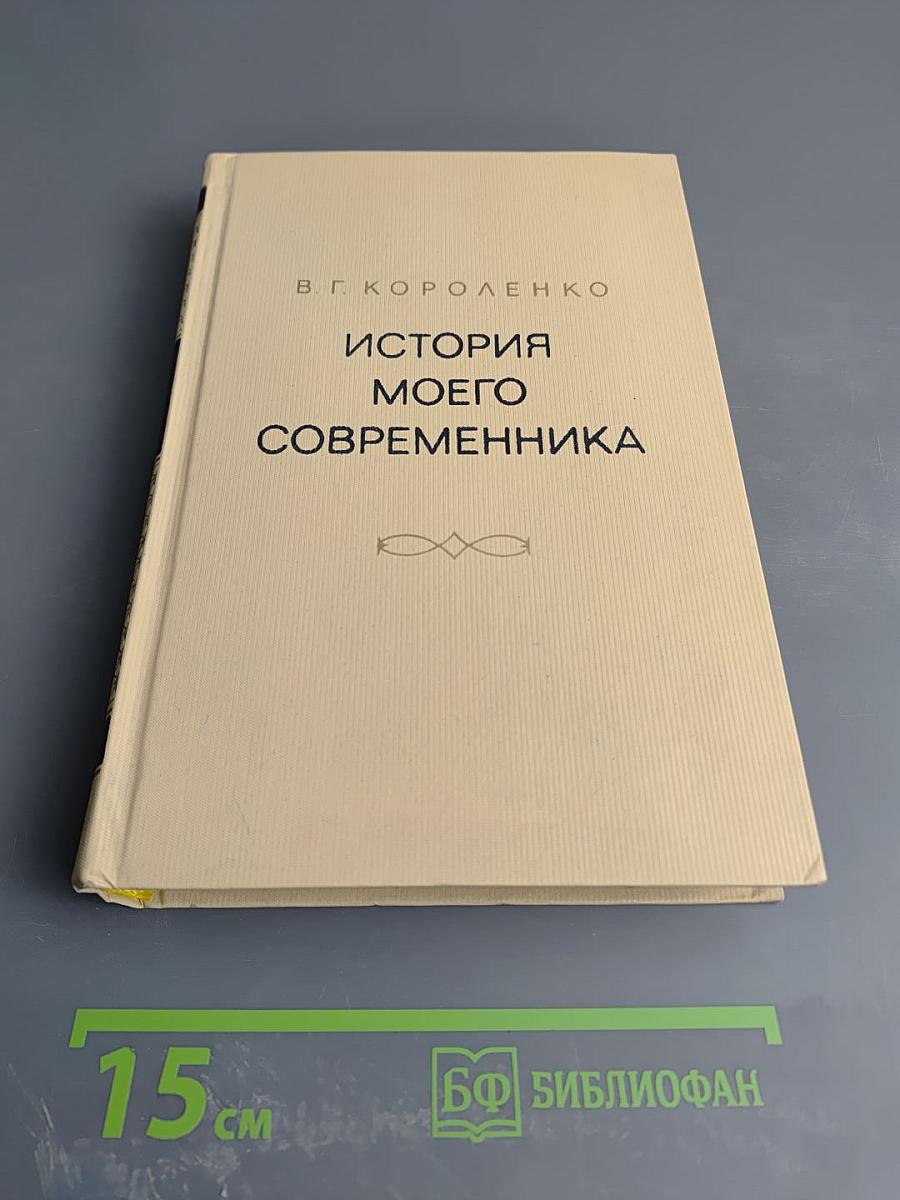 В. Г. КОРОЛЕНКО
ИСТОРИЯ
МОЕГО
СОВРЕМЕННИКА
15 см
БФ БИБЛИОФАН